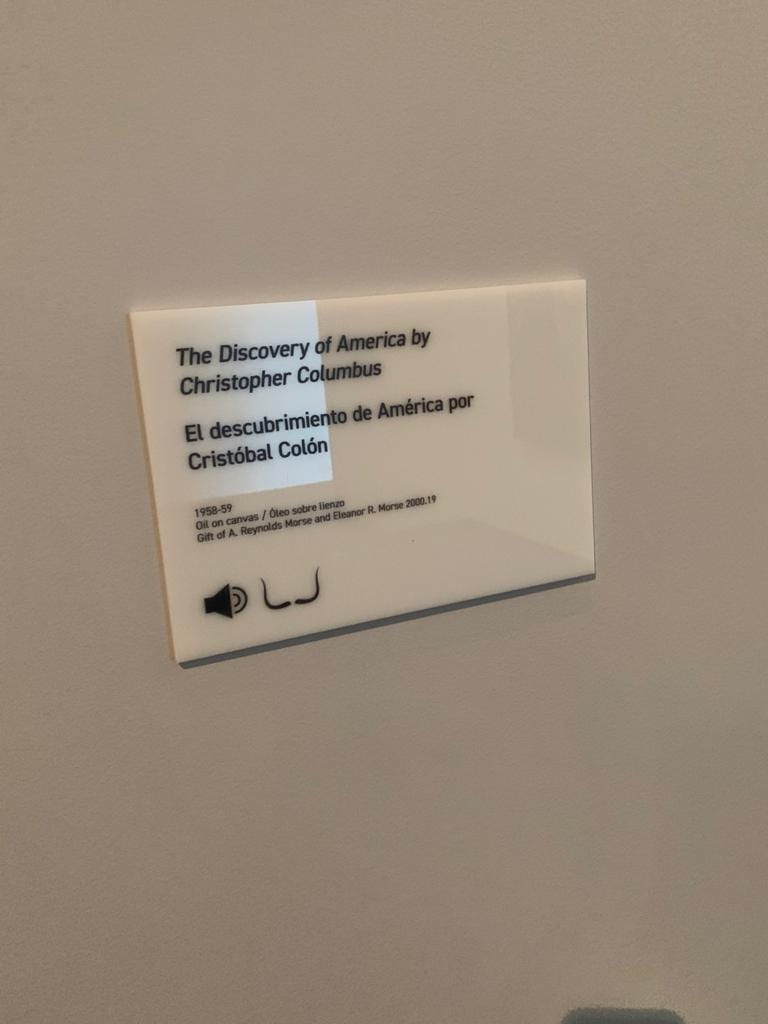 The Discovery of America by
Christopher Columbus
El descubrimiento de América por
Cristóbal Colón
1958-59
Oil on canvas / Óleo sobre lienzo
Gift of A. Reynolds Morse and Eleanor R. Morse 2000.19